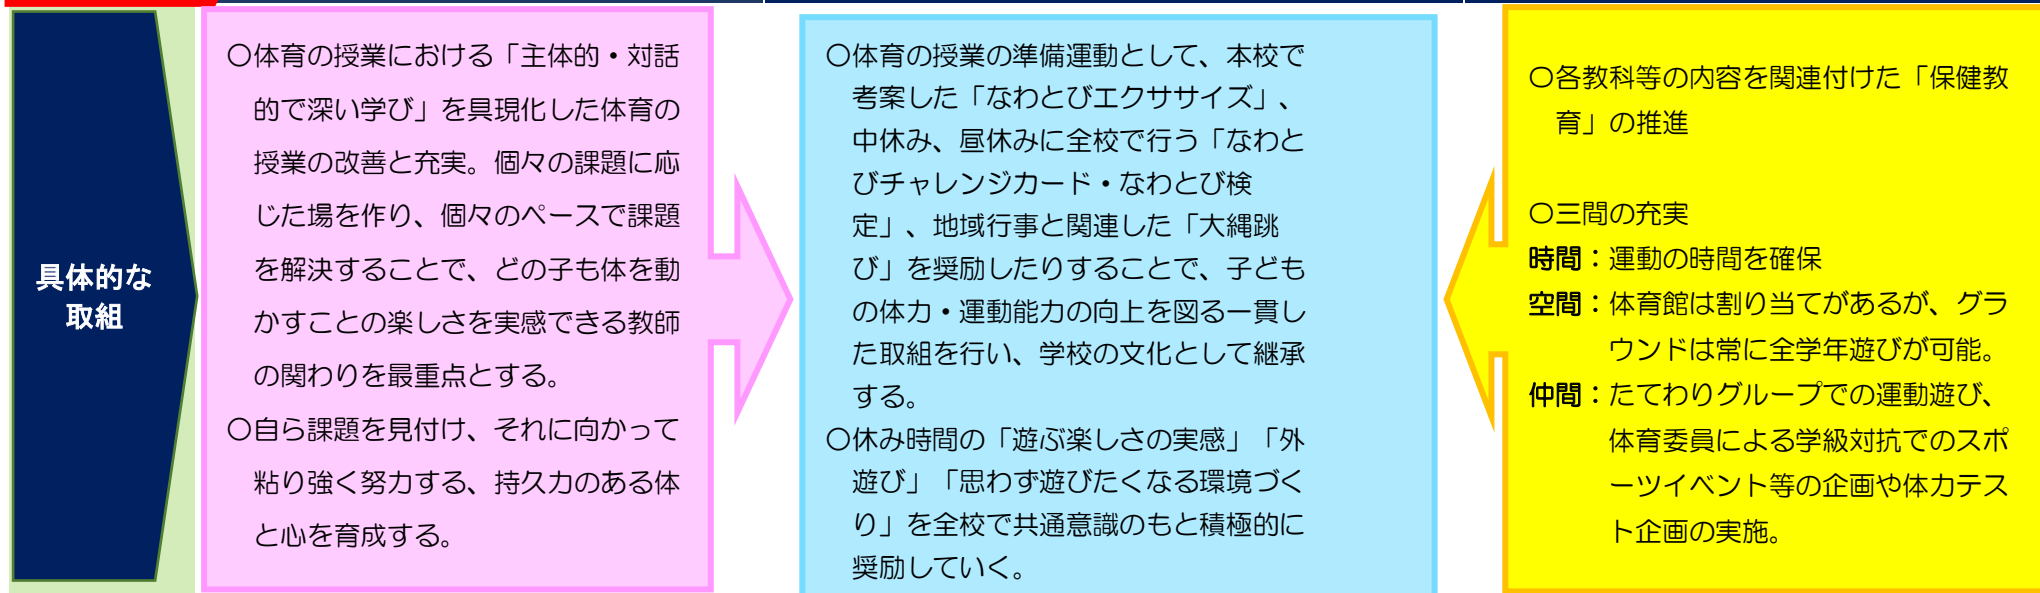 具体的な
取組
〇体育の授業における「主体的・対話
的で深い学び」を具現化した体育の
授業の改善と充実。個々の課題に応
じた場を作り、個々のペースで課題
を解決することで、どの子も体を動
かすことの楽しさを実感できる教師
の関わりを最重点とする。
〇自ら課題を見付け、それに向かって
粘り強く努力する、持久力のある体
と心を育成する。
〇体育の授業の準備運動として、本校で
考案した「なわとびエクササイズ」、
中休み、昼休みに全校で行う「なわと
びチャレンジカード・なわとび検
定」、地域行事と関連した「大縄跳
び」を奨励したりすることで、子ども
の体力・運動能力の向上を図る一貫し
た取組を行い、学校の文化として継承
する。
〇休み時間の「遊ぶ楽しさの実感」「外
遊び」「思わず遊びたくなる環境づく
り」を全校で共通意識のもと積極的に
奨励していく。
〇各教科等の内容を関連付けた「保健教
育」の推進
〇三間の充実
時間：運動の時間を確保
空間：体育館は割り当てがあるが、グラ
ウンドは常に全学年遊びが可能。
仲間：たてわりグループでの運動遊び、
体育委員による学級対抗でのスポ
ーツイベント等の企画や体力テス
ト企画の実施。